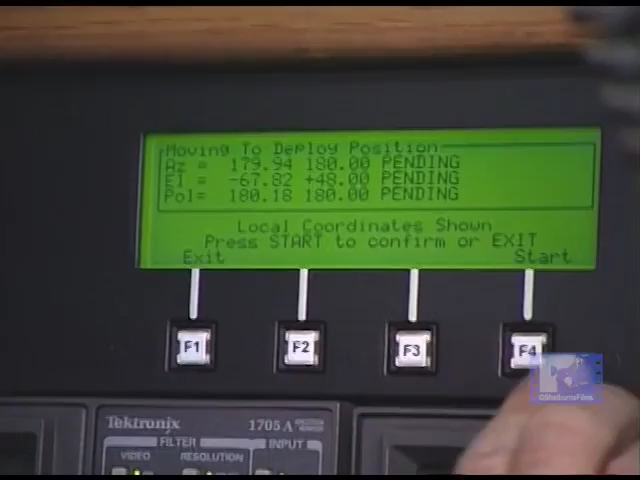 Moving To Deploy Position
Az = 179.94 180.00 PENDING
El = -67.82 +48.00 PENDING
Pol= 180.18 180.00 PENDING
Local Coordinates Shown
Press START to confirm or EXIT
Exit Start
F1 F2 F3 F4
Tektronix 1705A SPECTRUM MONITOR
FILTER INPUT
VIDEO RESOLUTION